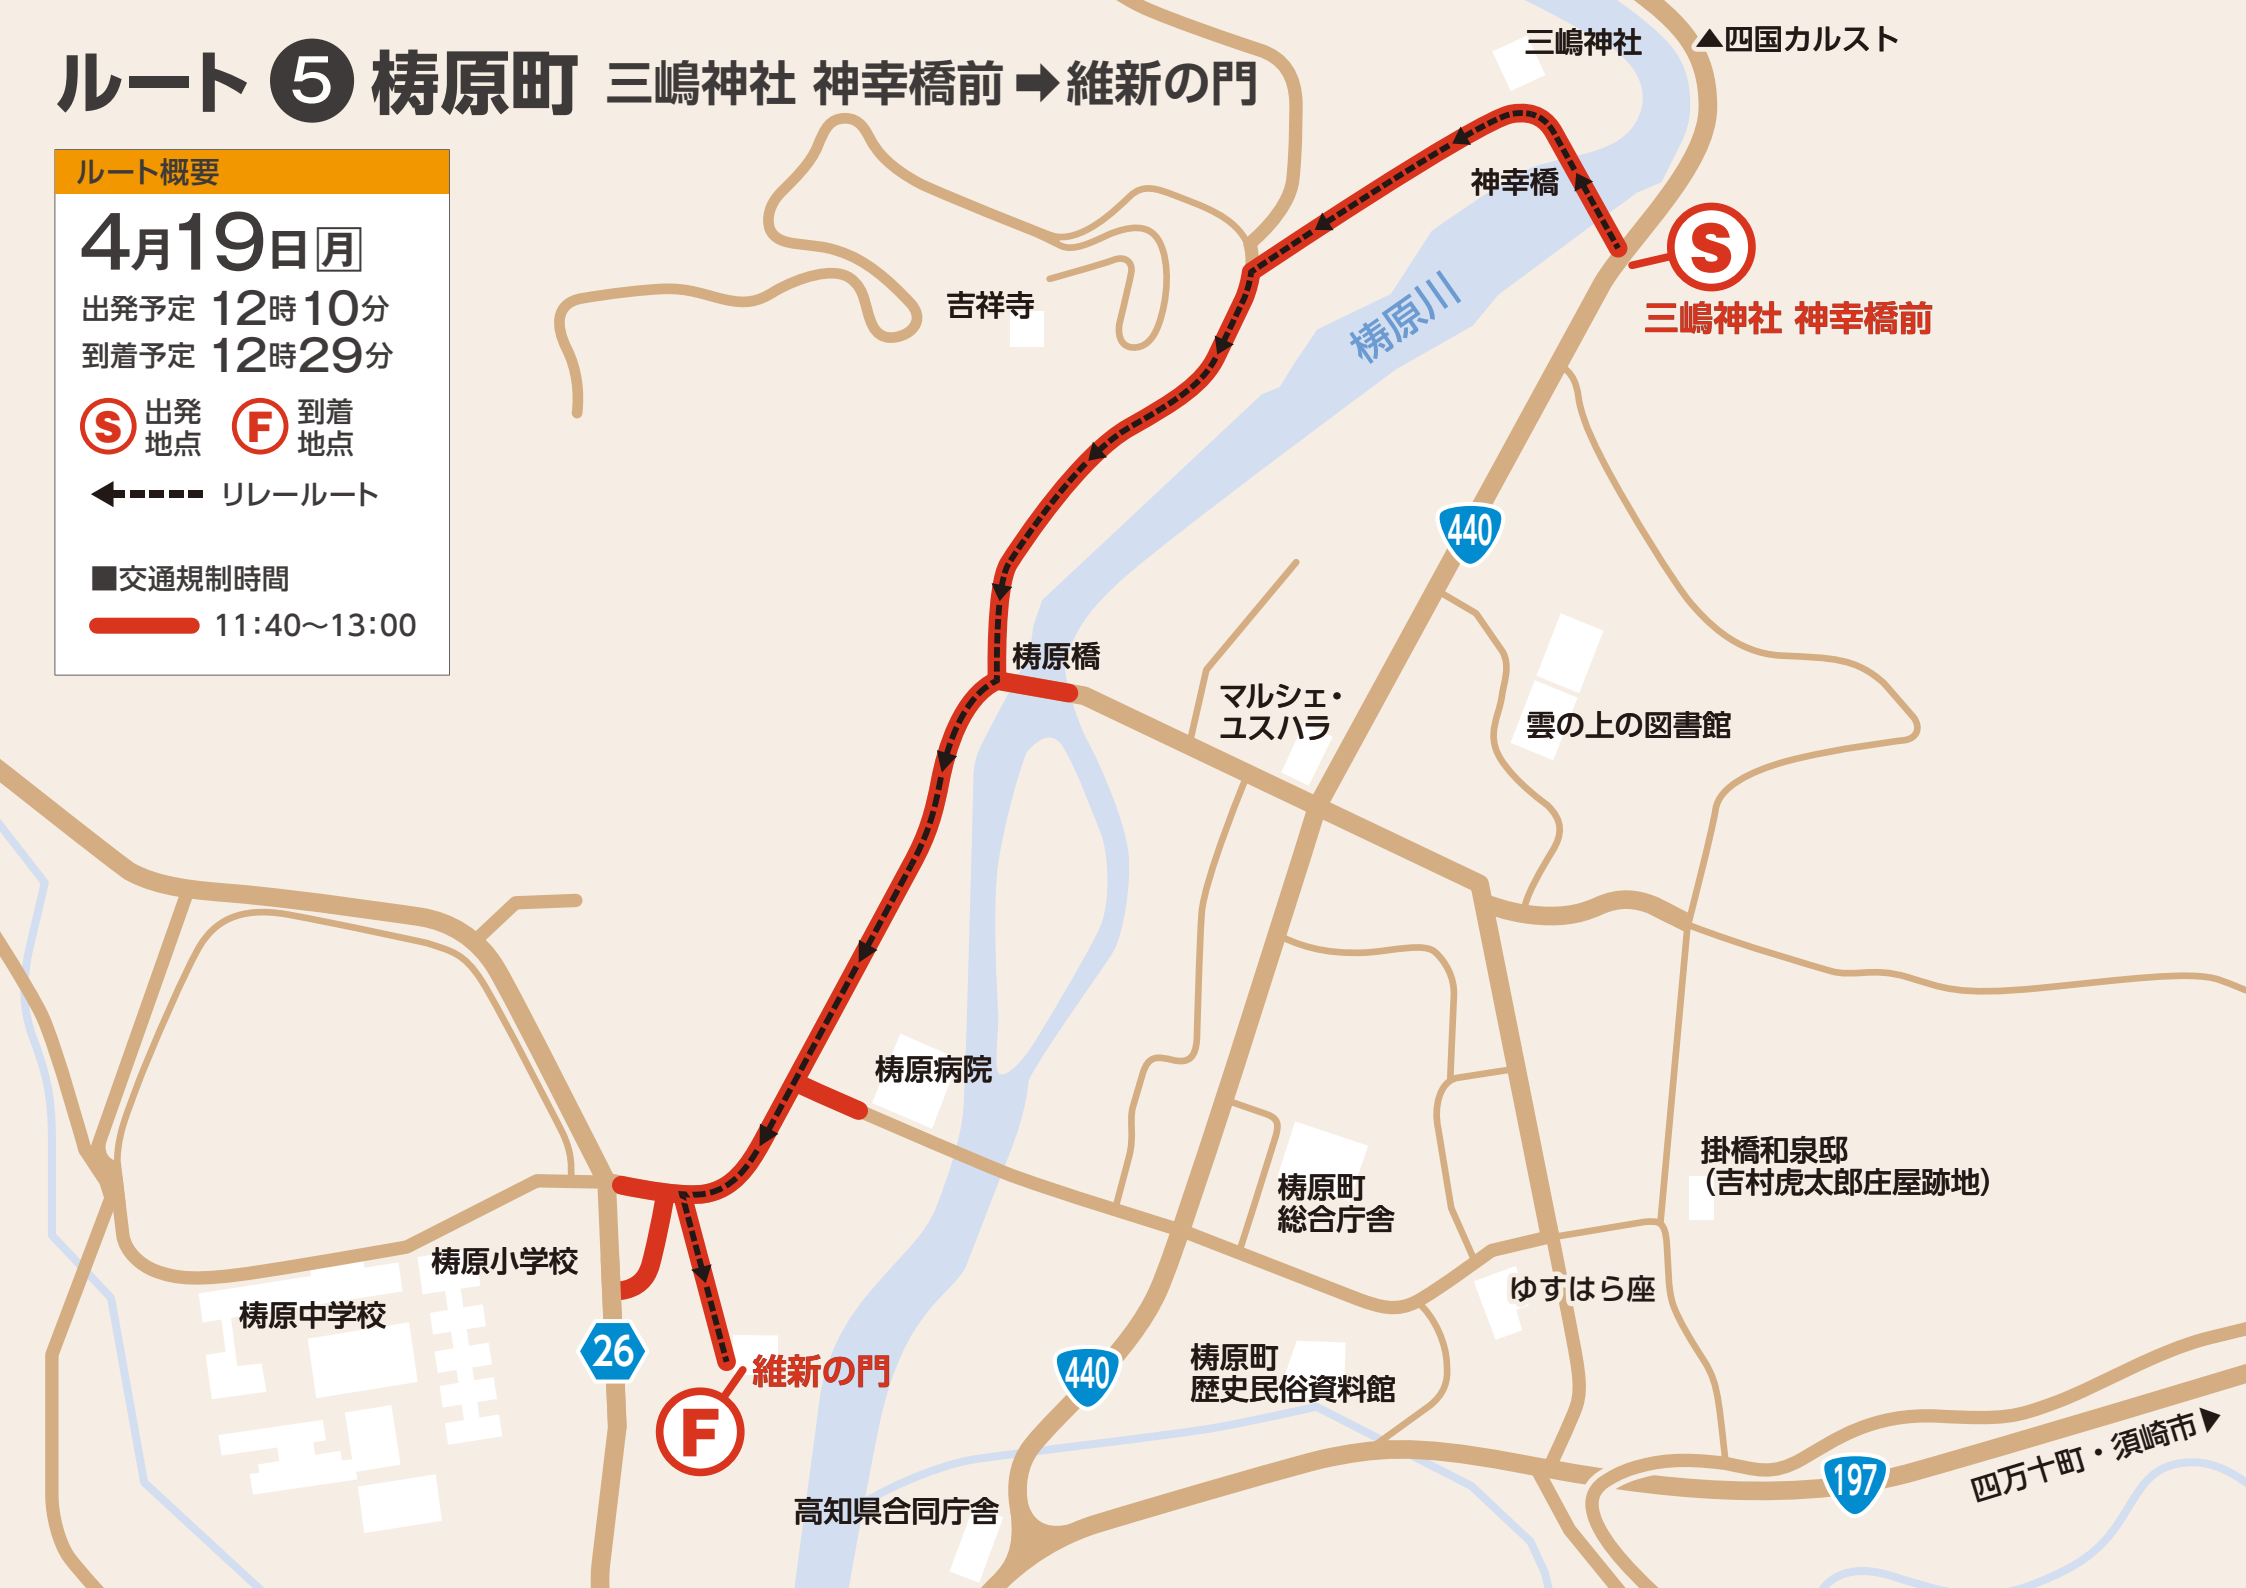 ルート 5 梼原町 三嶋神社 神幸橋前➡維新の門
ルート概要
4月19日 月
出発予定 12時10分
到着予定 12時29分
S 出発地点
F 到着地点
リレールート
■交通規制時間
11:40〜13:00
三嶋神社
▲四国カルスト
神幸橋
S
三嶋神社 神幸橋前
吉祥寺
梼原川
440
梼原橋
マルシェ・
ユスハラ
雲の上の図書館
梼原病院
掛橋和泉邸
（吉村虎太郎庄屋跡地）
梼原町
総合庁舎
梼原小学校
梼原中学校
ゆすはら座
26
維新の門
F
440
梼原町
歴史民俗資料館
197
四万十町・須崎市▶
高知県合同庁舎